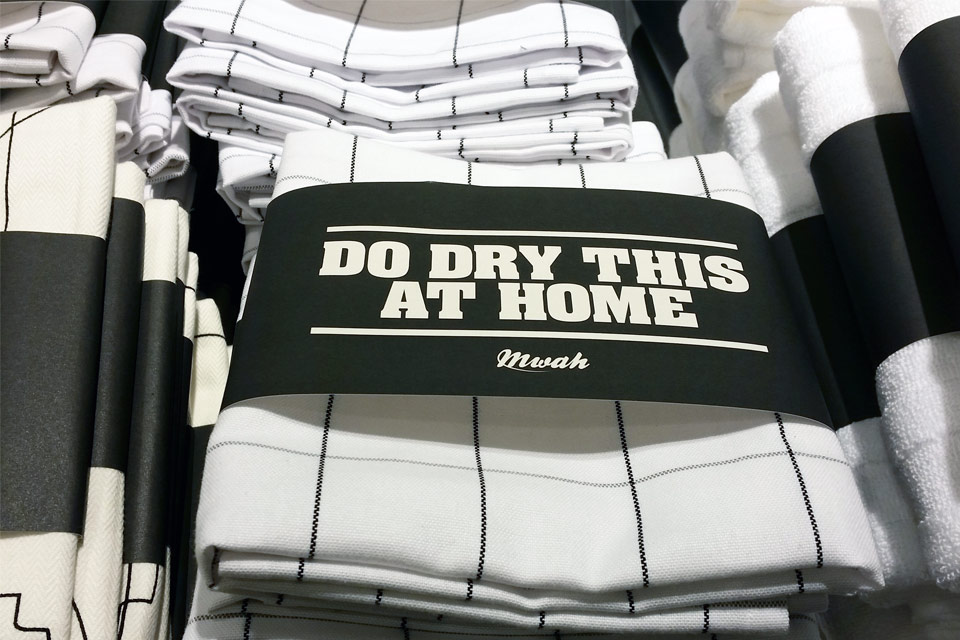 DO DRY THIS
AT HOME
Mwah